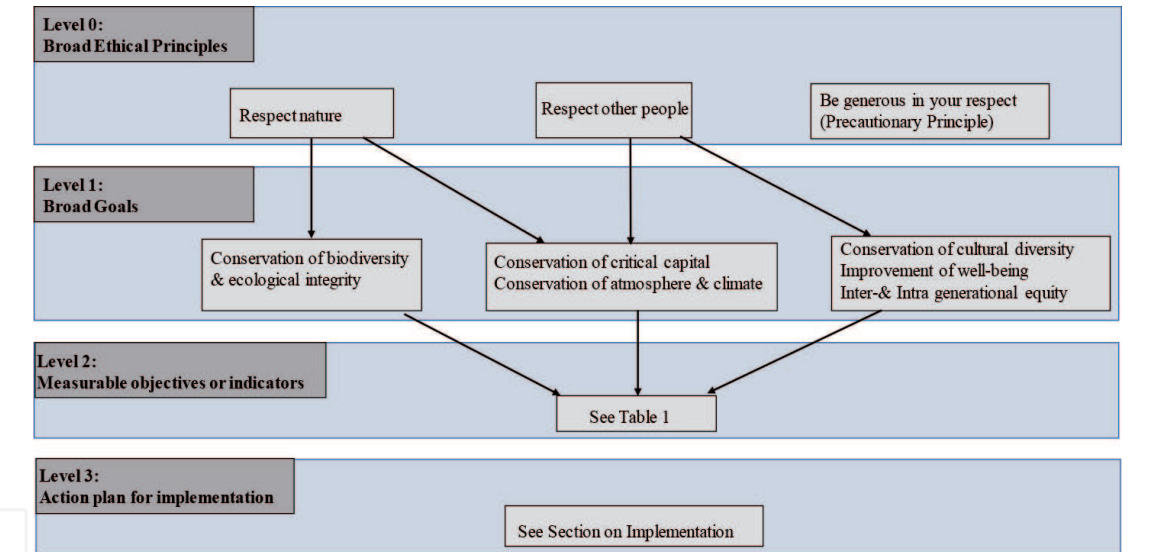 Level 0:
Broad Ethical Principles
Respect nature
Respect other people
Be generous in your respect
(Precautionary Principle)
Level 1:
Broad Goals
Conservation of biodiversity
& ecological integrity
Conservation of critical capital
Conservation of atmosphere & climate
Conservation of cultural diversity
Improvement of well-being
Inter-& Intra generational equity
Level 2:
Measurable objectives or indicators
See Table 1
Level 3:
Action plan for implementation
See Section on Implementation